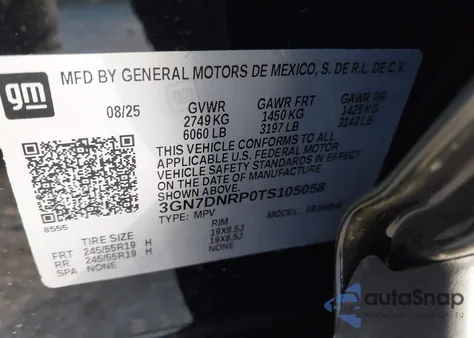 gm
MFD BY GENERAL MOTORS DE MEXICO, S. DE R.L. DE C.V.
08/25 GVWR GAWR FRT GAWR RR
2749 KG 1450 KG 1425 KG
6060 LB 3197 LB 3142 LB
THIS VEHICLE CONFORMS TO ALL
APPLICABLE U.S. FEDERAL MOTOR
VEHICLE SAFETY STANDARDS IN EFFECT
ON THE DATE OF MANUFACTURE
SHOWN ABOVE.
3GN7DNRP0TS105058
TYPE: MPV MODEL:
8555
TIRE SIZE RIM
FRT 245/55R19 H 19X8.5J
RR 245/55R19 H 19X8.5J
SPA NONE NONE
autoSnap